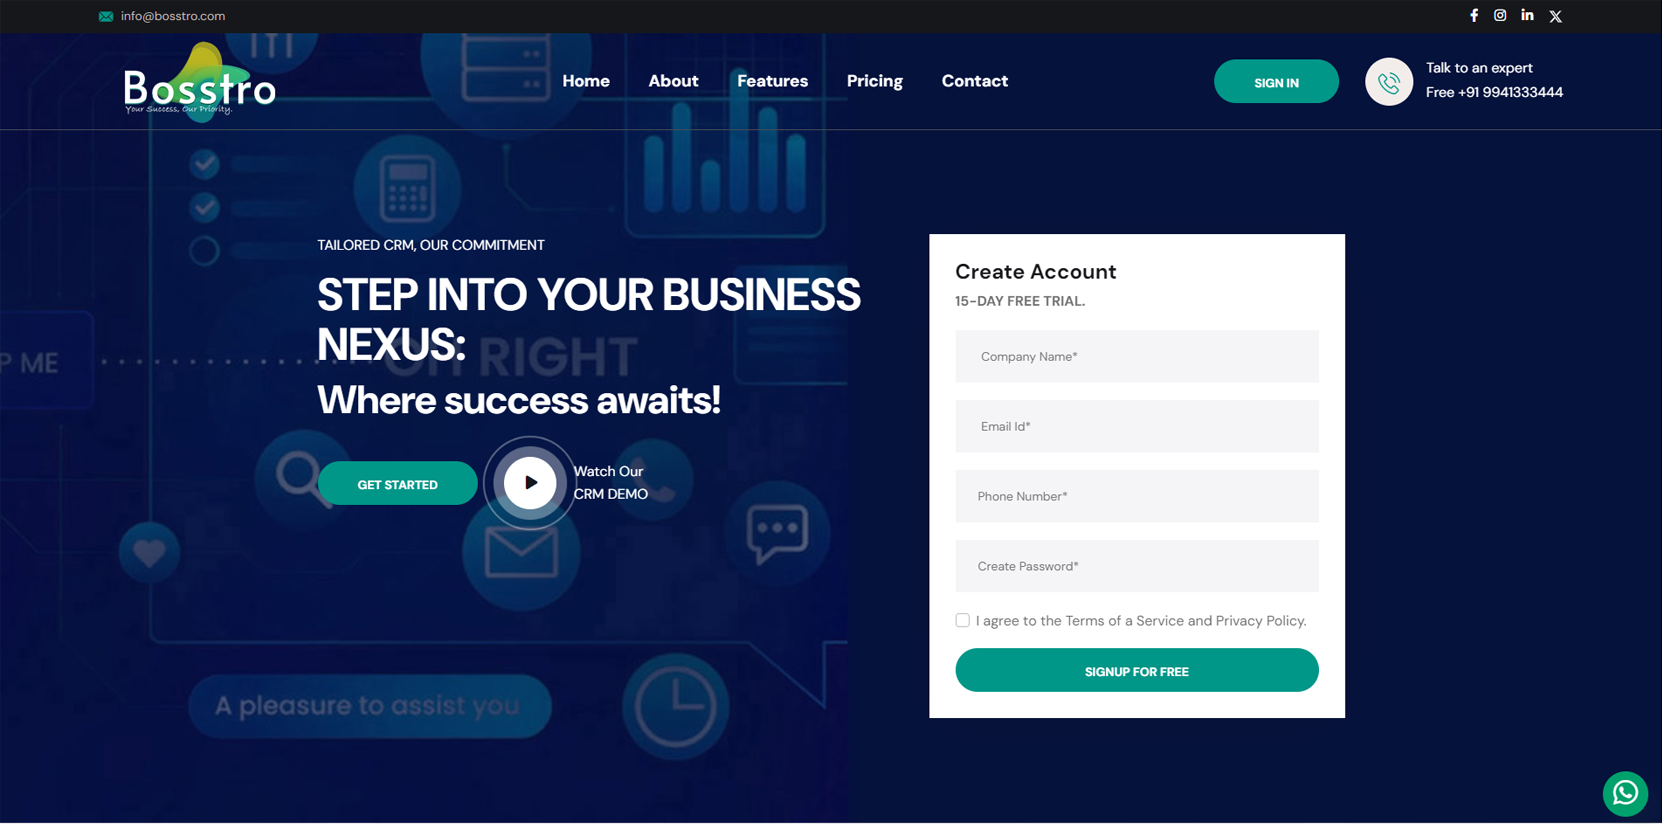 info@bosstro.com
Bosstro
Your Success, Our Priority.
Home
About
Features
Pricing
Contact
SIGN IN
Talk to an expert
Free +91 9941333444
TAILORED CRM, OUR COMMITMENT
STEP INTO YOUR BUSINESS
NEXUS:
Where success awaits!
GET STARTED
Watch Our
CRM DEMO
P ME
RIGHT
A pleasure to assist you
Create Account
15-DAY FREE TRIAL.
Company Name*
Email Id*
Phone Number*
Create Password*
I agree to the Terms of a Service and Privacy Policy.
SIGNUP FOR FREE